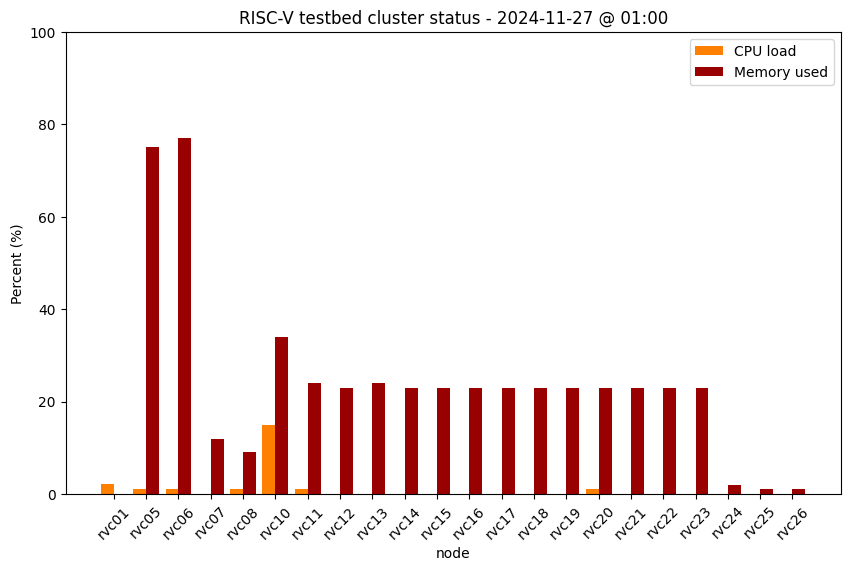 RISC-V testbed cluster status - 2024-11-27 @ 01:00
CPU load
Memory used
Percent (%)
100
80
60
40
20
0
rvc01
rvc05
rvc06
rvc07
rvc08
rvc10
rvc11
rvc12
rvc13
rvc14
rvc15
rvc16
rvc17
rvc18
rvc19
rvc20
rvc21
rvc22
rvc23
rvc24
rvc25
rvc26
node